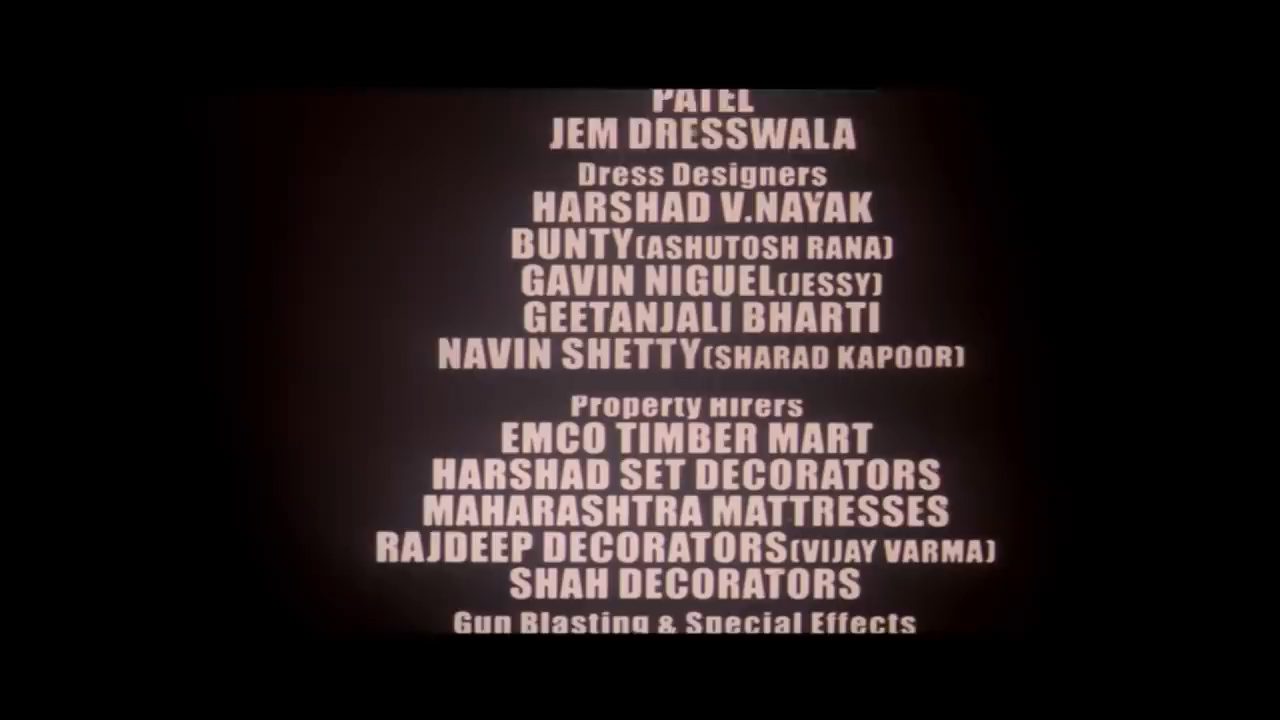 PATEL
JEM DRESSWALA
Dress Designers
HARSHAD V.NAYAK
BUNTY(ASHUTOSH RANA)
GAVIN NIGUEL(JESSY)
GEETANJALI BHARTI
NAVIN SHETTY(SHARAD KAPOOR)
Property Hirers
EMCO TIMBER MART
HARSHAD SET DECORATORS
MAHARASHTRA MATTRESSES
RAJDEEP DECORATORS(VIJAY VARMA)
SHAH DECORATORS
Gun Blasting & Special Effects